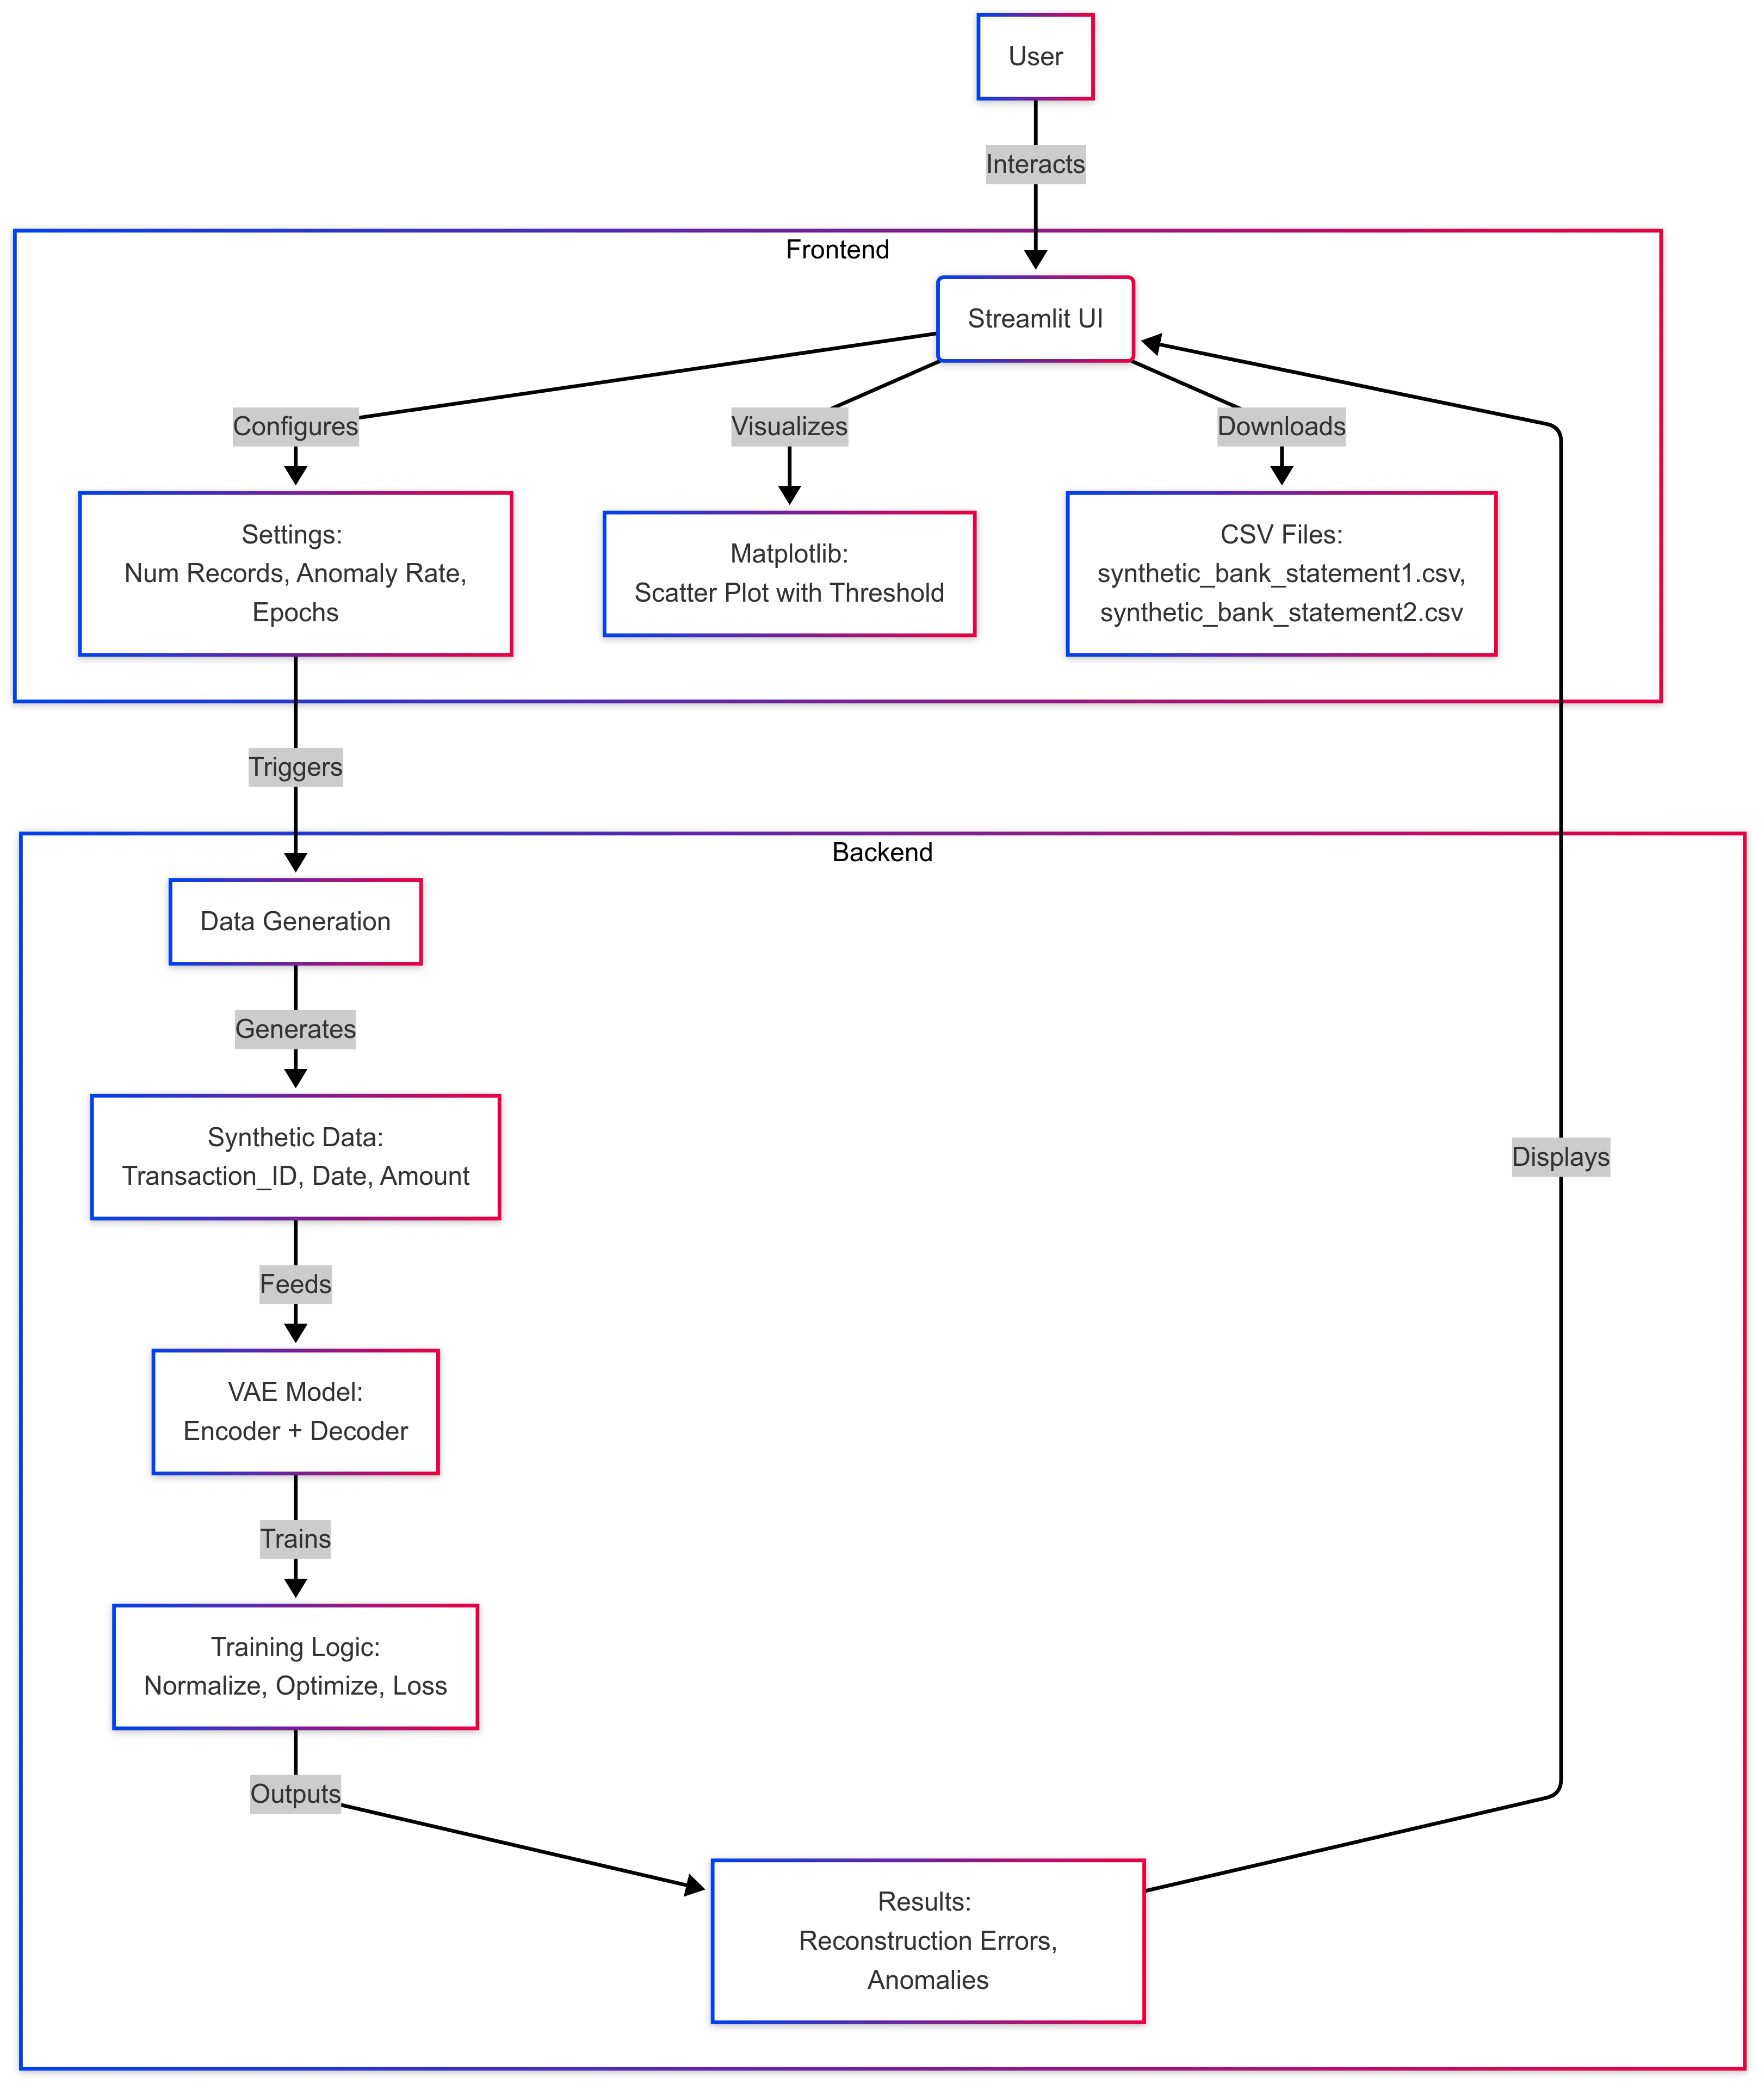 User
Interacts
Frontend
Streamlit UI
Configures
Visualizes
Downloads
Settings:
Num Records, Anomaly Rate,
Epochs
Matplotlib:
Scatter Plot with Threshold
CSV Files:
synthetic_bank_statement1.csv,
synthetic_bank_statement2.csv
Triggers
Backend
Data Generation
Generates
Synthetic Data:
Transaction_ID, Date, Amount
Displays
Feeds
VAE Model:
Encoder + Decoder
Trains
Training Logic:
Normalize, Optimize, Loss
Outputs
Results:
Reconstruction Errors,
Anomalies